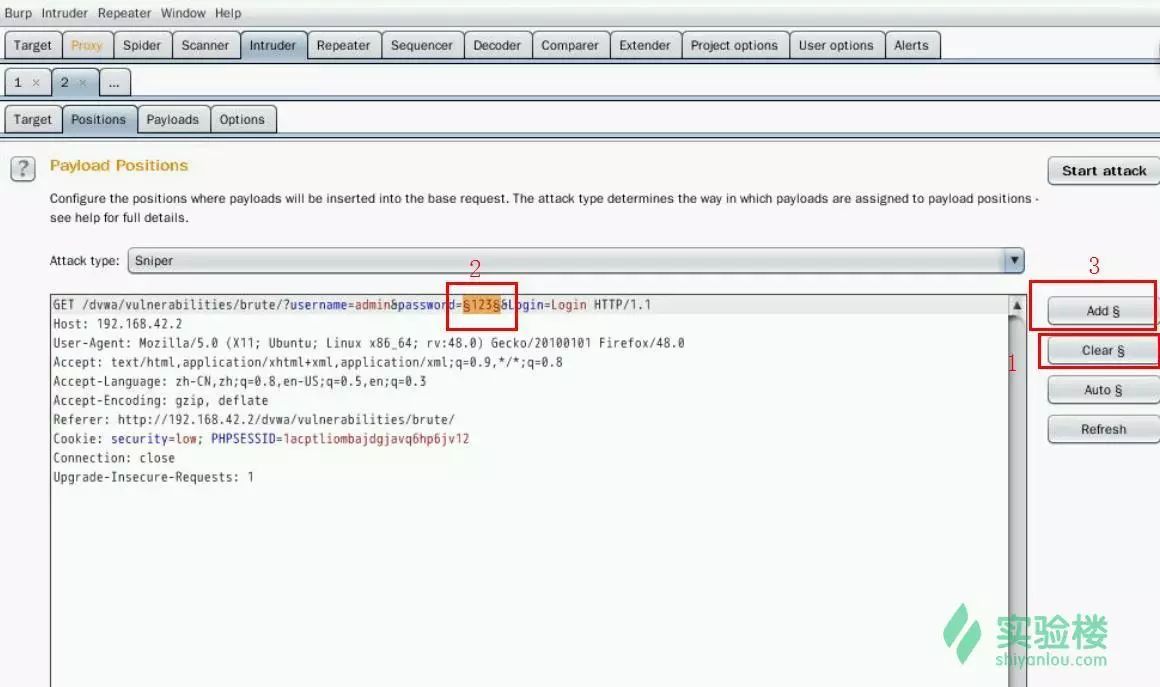 Burp Intruder Repeater Window Help
Target Proxy Spider Scanner Intruder Repeater Sequencer Decoder Comparer Extender Project options User options Alerts
1 × 2 × ...
Target Positions Payloads Options
? Payload Positions
Start attack
Configure the positions where payloads will be inserted into the base request. The attack type determines the way in which payloads are assigned to payload positions -
see help for full details.
Attack type: Sniper
2
3
GET /dvwa/vulnerabilities/brute/?username=admin&password=§123§&Login=Login HTTP/1.1
Host: 192.168.42.2
User-Agent: Mozilla/5.0 (X11; Ubuntu; Linux x86_64; rv:48.0) Gecko/20100101 Firefox/48.0
Accept: text/html,application/xhtml+xml,application/xml;q=0.9,*/*;q=0.8
Accept-Language: zh-CN,zh;q=0.8,en-US;q=0.5,en;q=0.3
Accept-Encoding: gzip, deflate
Referer: http://192.168.42.2/dvwa/vulnerabilities/brute/
Cookie: security=low; PHPSESSID=1acptliombajdgjavq6hp6jv12
Connection: close
Upgrade-Insecure-Requests: 1
Add §
1
Clear §
Auto §
Refresh
实验楼
shiyanlou.com